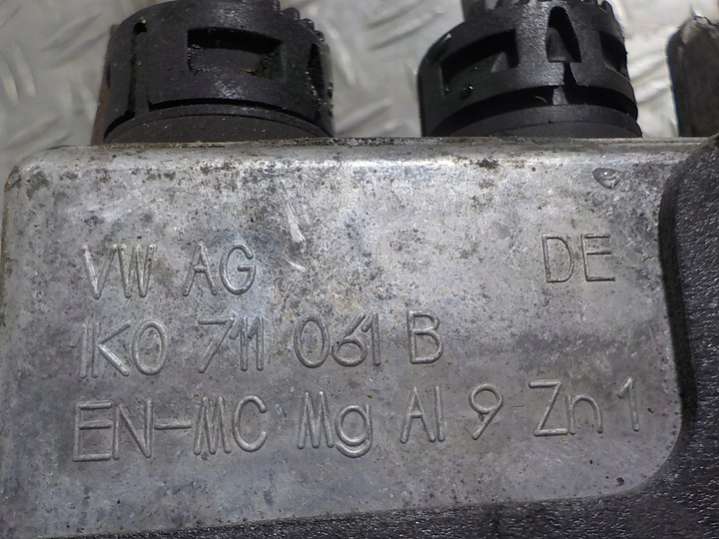 VW AG DE
1K0 711 061 B
EN-MC Mg Al 9 Zn 1